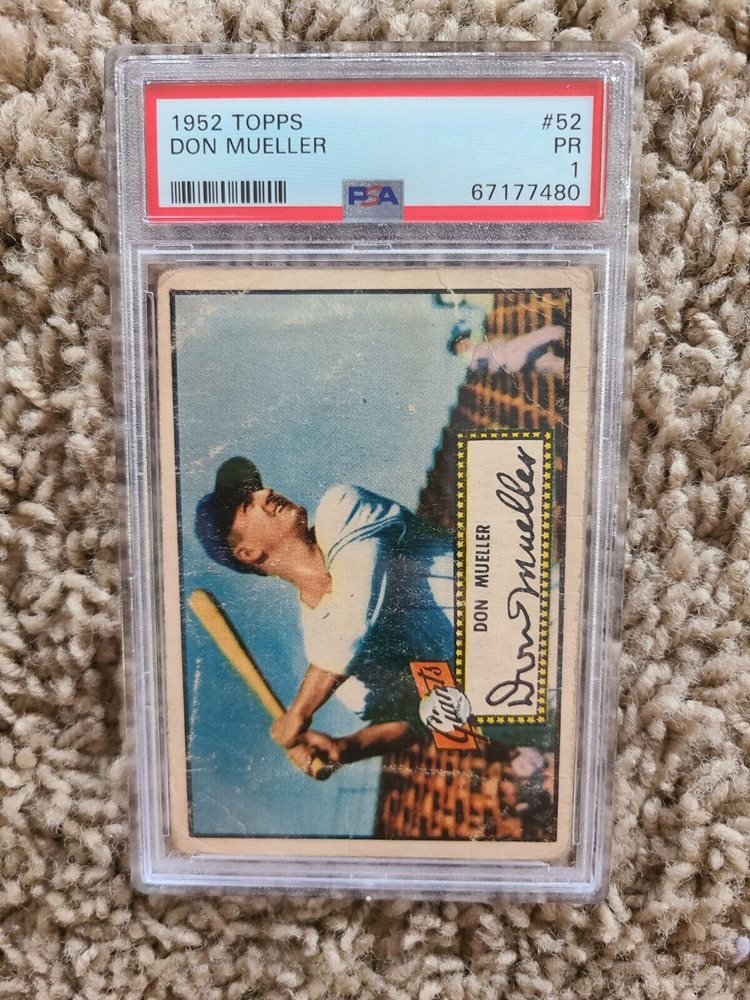 1952 TOPPS
#52
DON MUELLER
PR
1
PSA
67177480
DON MUELLER
Don Mueller
Giants